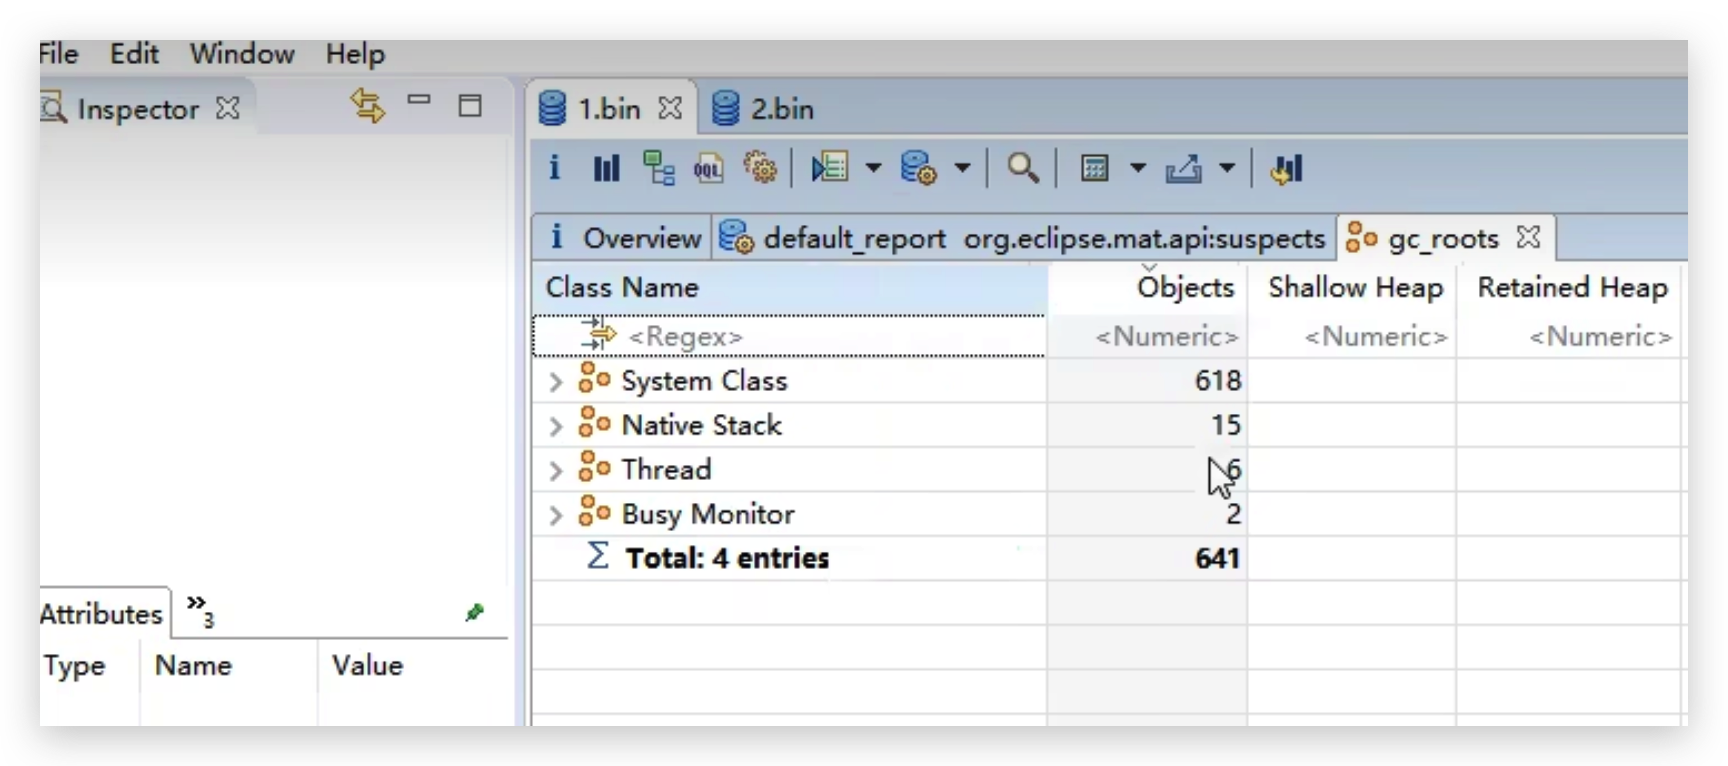 File Edit Window Help
Inspector
1.bin 2.bin
i OQL
i Overview default_report org.eclipse.mat.api:suspects gc_roots
Class Name Objects Shallow Heap Retained Heap
<Regex> <Numeric> <Numeric> <Numeric>
System Class 618
Native Stack 15
Thread 6
Busy Monitor 2
Σ Total: 4 entries 641
Attributes »3
Type Name Value